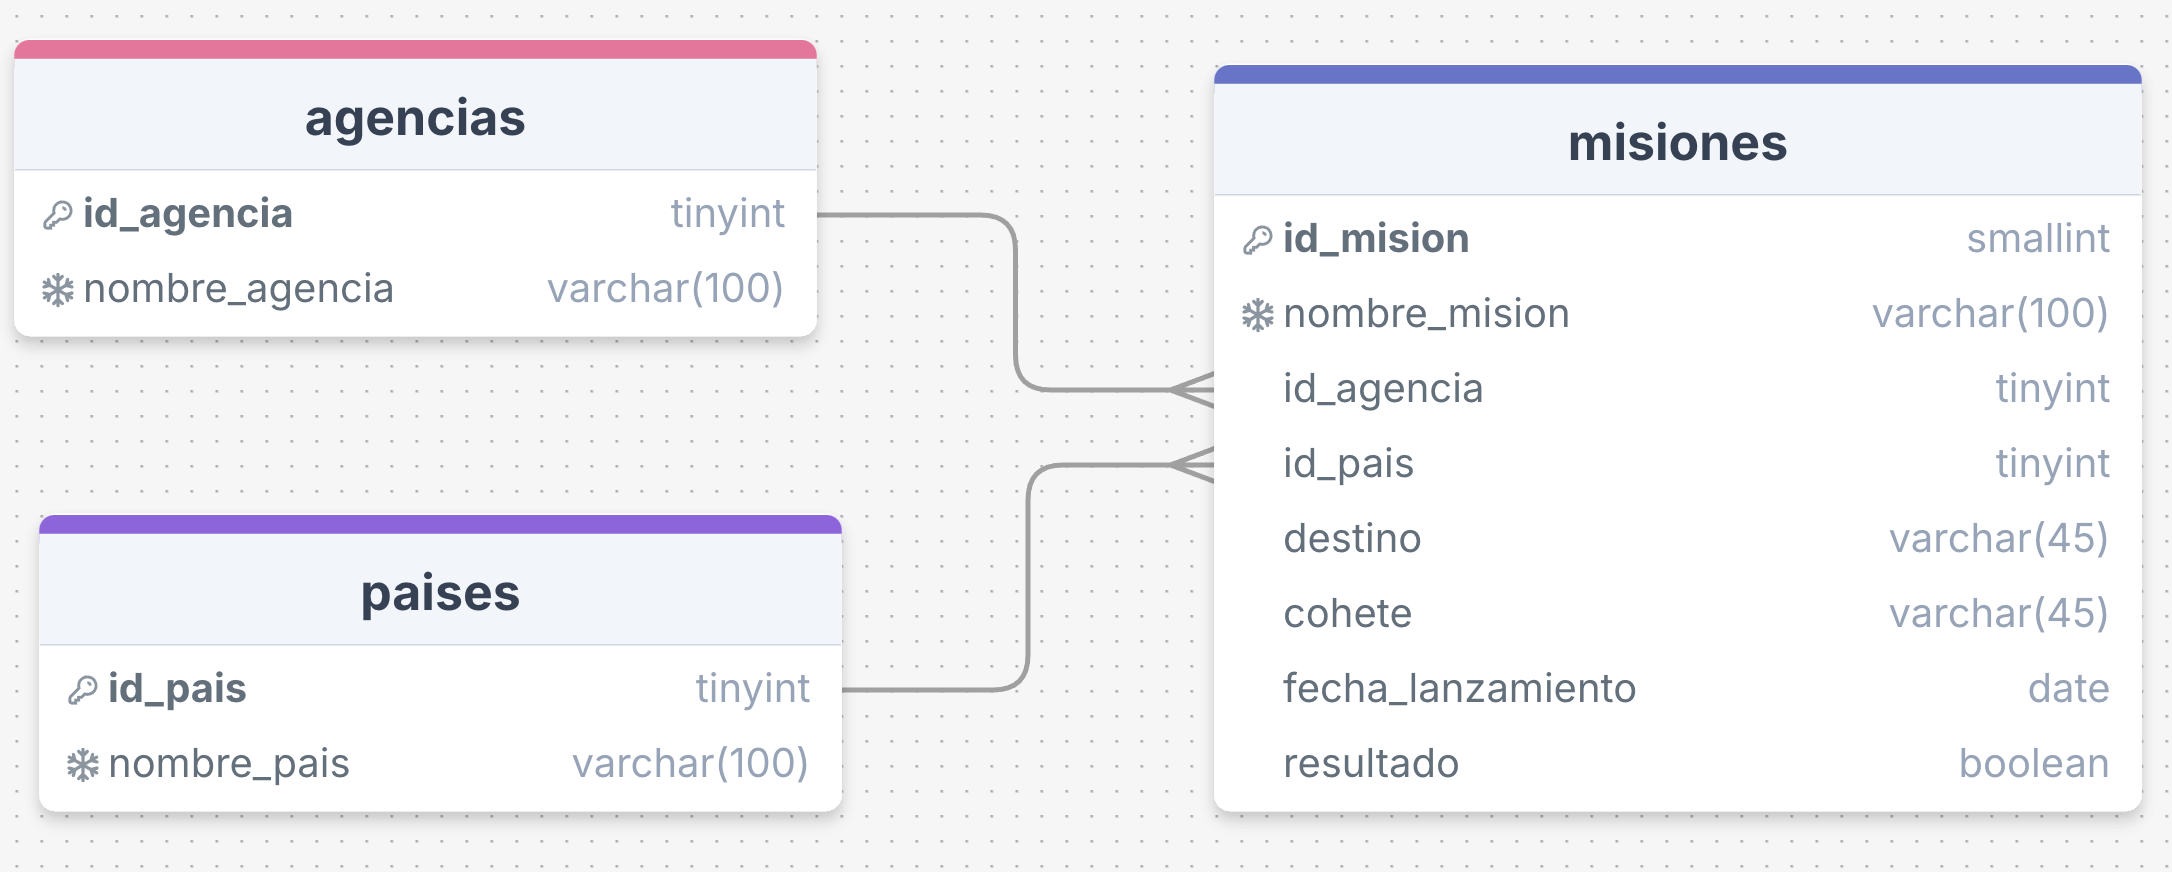 agencias
id_agencia tinyint
nombre_agencia varchar(100)
paises
id_pais tinyint
nombre_pais varchar(100)
misiones
id_mision smallint
nombre_mision varchar(100)
id_agencia tinyint
id_pais tinyint
destino varchar(45)
cohete varchar(45)
fecha_lanzamiento date
resultado boolean